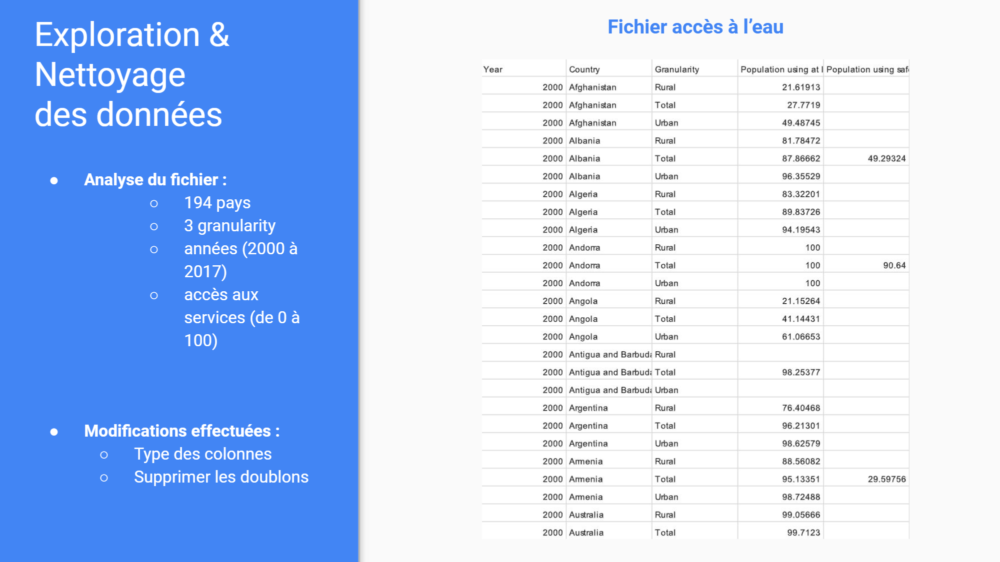 Exploration &
Nettoyage
des données
● Analyse du fichier :
○ 194 pays
○ 3 granularity
○ années (2000 à
2017)
○ accès aux
services (de 0 à
100)
● Modifications effectuées :
○ Type des colonnes
○ Supprimer les doublons
Fichier accès à l’eau
Year Country Granularity Population using at l Population using safe
2000 Afghanistan Rural 21.61913
2000 Afghanistan Total 27.7719
2000 Afghanistan Urban 49.48745
2000 Albania Rural 81.78472
2000 Albania Total 87.86662 49.29324
2000 Albania Urban 96.35529
2000 Algeria Rural 83.32201
2000 Algeria Total 89.83726
2000 Algeria Urban 94.19543
2000 Andorra Rural 100
2000 Andorra Total 100 90.64
2000 Andorra Urban 100
2000 Angola Rural 21.15264
2000 Angola Total 41.14431
2000 Angola Urban 61.06653
2000 Antigua and Barbuda Rural
2000 Antigua and Barbuda Total 98.25377
2000 Antigua and Barbuda Urban
2000 Argentina Rural 76.40468
2000 Argentina Total 96.21301
2000 Argentina Urban 98.62579
2000 Armenia Rural 88.56082
2000 Armenia Total 95.13351 29.59756
2000 Armenia Urban 98.72488
2000 Australia Rural 99.05666
2000 Australia Total 99.7123